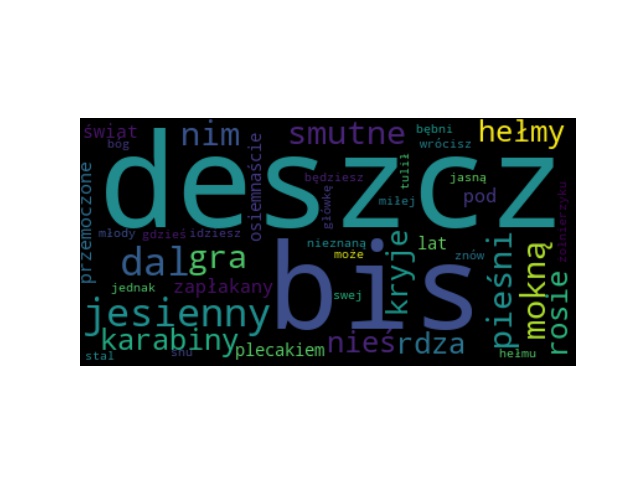 świat
bóg
nim
smutne
bębni
wrócisz
hełmy
deszcz
osiemnaście
będziesz
główkę
tulił
miłej
jasną
pod
żołnierzyku
przemoczone
młody
gdzieś
idziesz
dal
gra
nieznaną
może
kryje
lat
znów
pieśni
mokną
rosie
jednak
zapłakany
bis
swej
jesienny
karabiny
stal
snu
plecakiem
nieś
rdza
hełmu